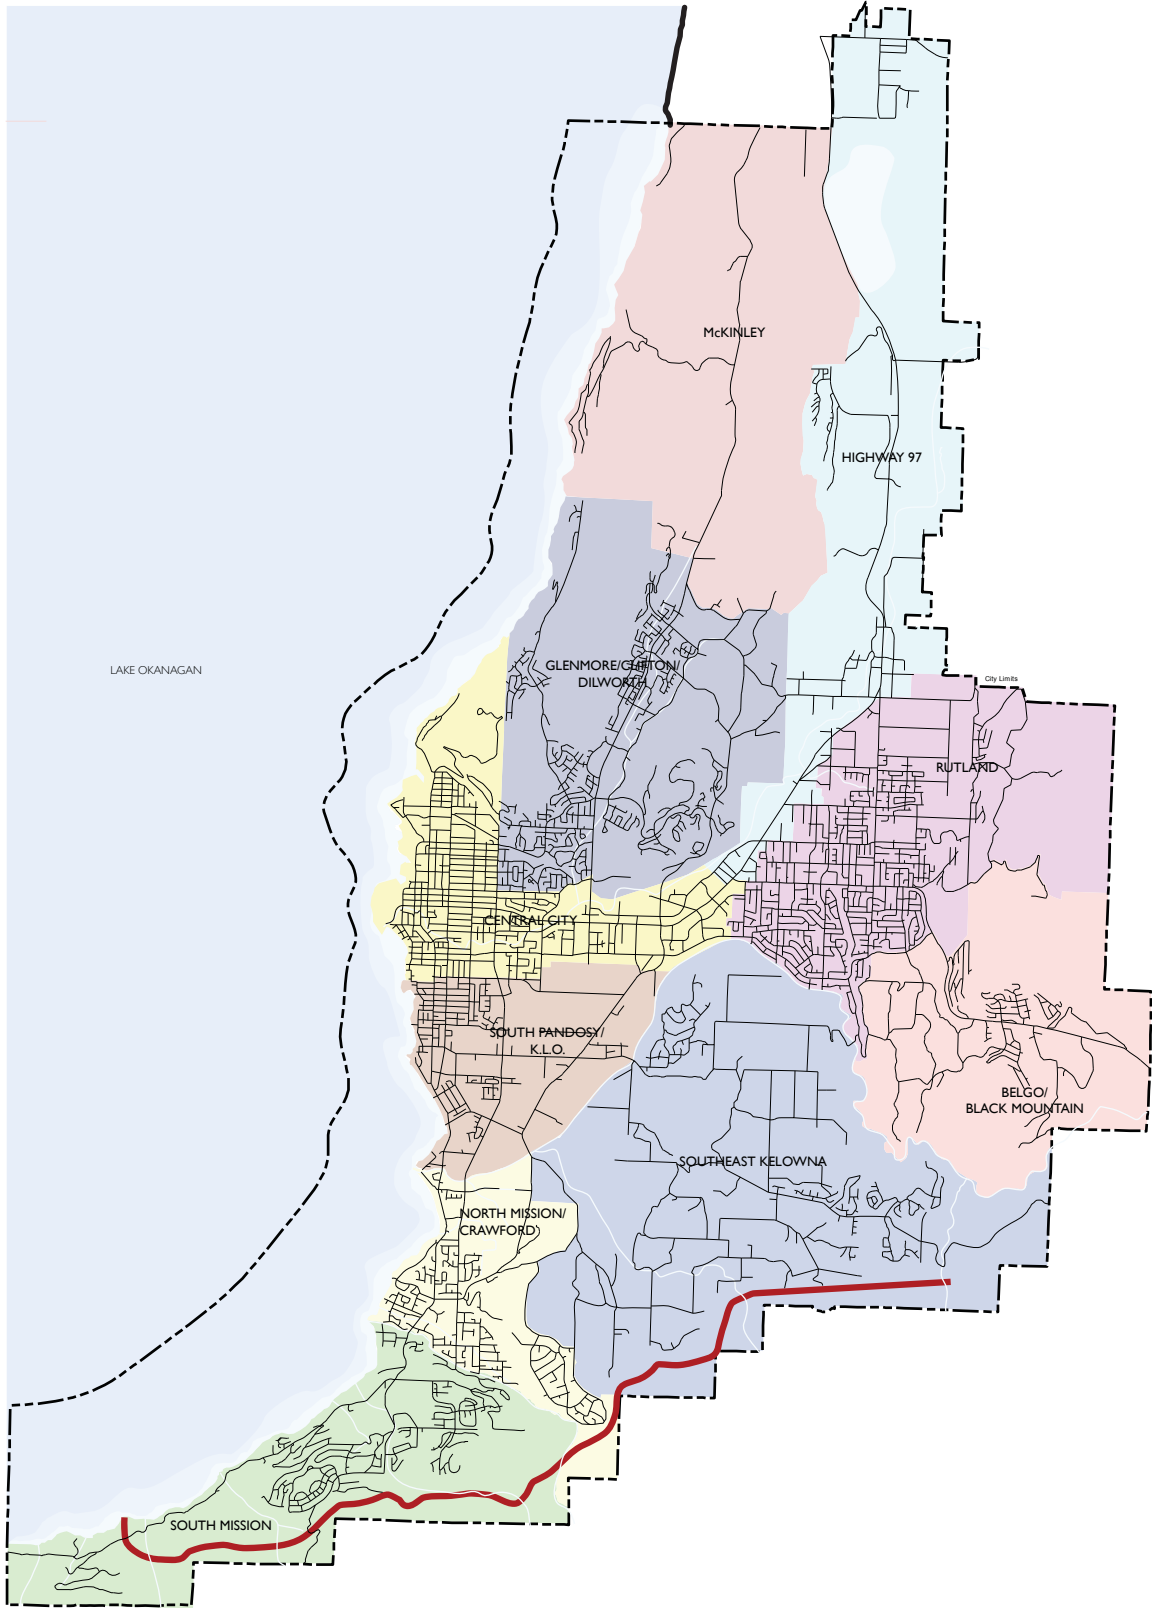 McKINLEY
HIGHWAY 97
LAKE OKANAGAN
GLENMORE/CLIFTON/
DILWORTH
City Limits
RUTLAND
CENTRAL CITY
SOUTH PANDOSY/
K.L.O.
BELGO/
BLACK MOUNTAIN
SOUTHEAST KELOWNA
NORTH MISSION/
CRAWFORD
SOUTH MISSION